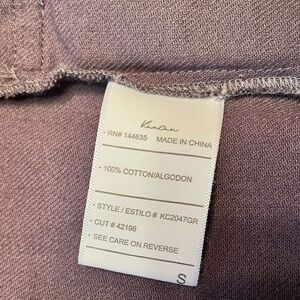 KanCan
· RN# 144635 MADE IN CHINA
· 100% COTTON/ALGODON
· STYLE / ESTILO # KC2047GR
· CUT # 42198
· SEE CARE ON REVERSE
S